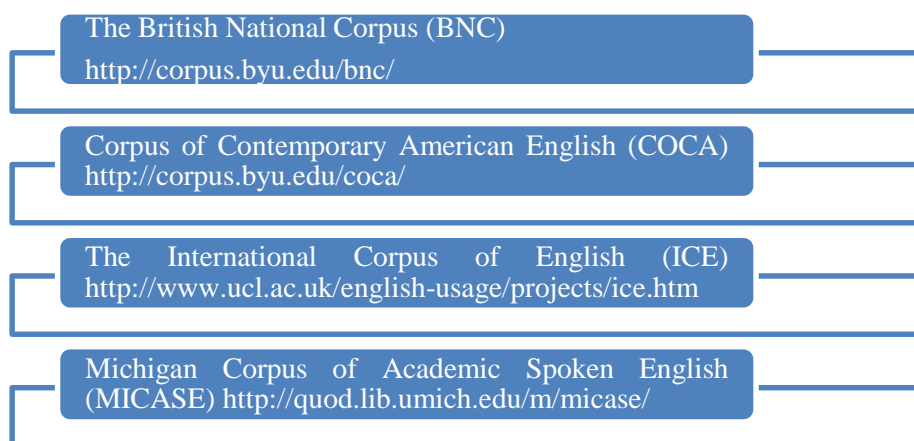 The British National Corpus (BNC)
http://corpus.byu.edu/bnc/
Corpus of Contemporary American English (COCA)
http://corpus.byu.edu/coca/
The International Corpus of English (ICE)
http://www.ucl.ac.uk/english-usage/projects/ice.htm
Michigan Corpus of Academic Spoken English
(MICASE) http://quod.lib.umich.edu/m/micase/